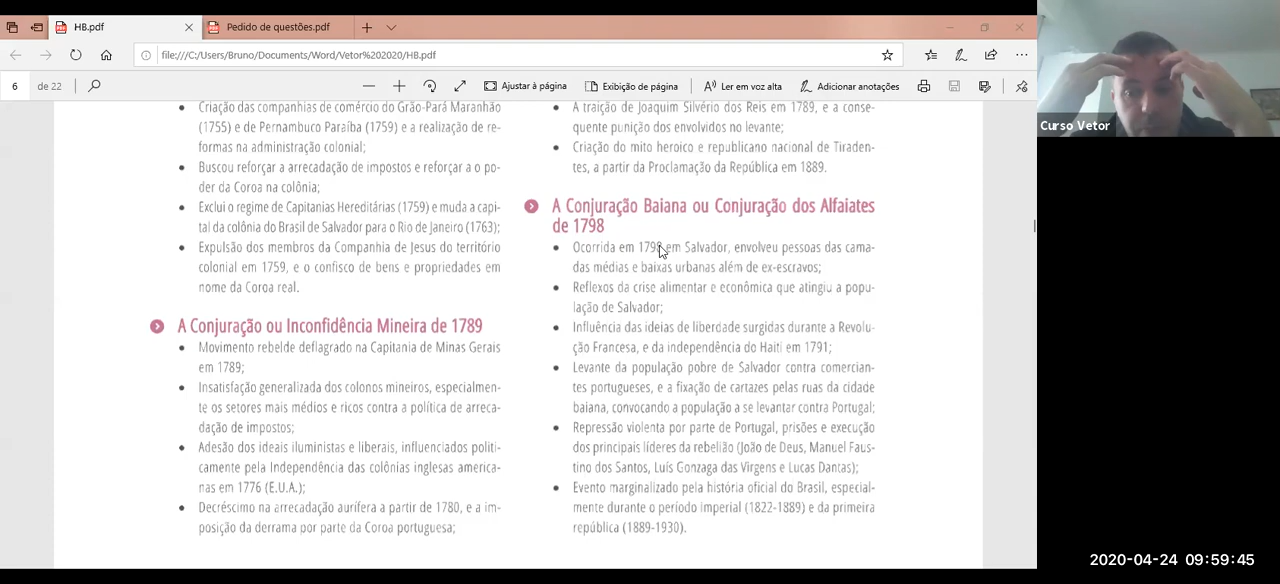 HB.pdf
Pedido de questões.pdf
file:///C:/Users/Bruno/Documents/Word/Vetor%202020/HB.pdf
6 de 22
Ajustar à página
Exibição de página
Ler em voz alta
Adicionar anotações
Curso Vetor
Criação das companhias de comércio do Grão-Pará Maranhão
(1755) e de Pernambuco Paraíba (1759) e a realização de re-
formas na administração colonial;
Buscou reforçar a arrecadação de impostos e reforçar a o po-
der da Coroa na colônia;
Exclui o regime de Capitanias Hereditárias (1759) e muda a capi-
tal da colônia do Brasil de Salvador para o Rio de Janeiro (1763);
Expulsão dos membros da Companhia de Jesus do território
colonial em 1759, e o confisco de bens e propriedades em
nome da Coroa real.
A Conjuração ou Inconfidência Mineira de 1789
Movimento rebelde deflagrado na Capitania de Minas Gerais
em 1789;
Insatisfação generalizada dos colonos mineiros, especialmen-
te os setores mais médios e ricos contra a política de arreca-
dação de impostos;
Adesão dos ideais iluministas e liberais, influenciados politi-
camente pela Independência das colônias inglesas america-
nas em 1776 (E.U.A.);
Decréscimo na arrecadação aurífera a partir de 1780, e a im-
posição da derrama por parte da Coroa portuguesa;
A traição de Joaquim Silvério dos Reis em 1789, e a conse-
quente punição dos envolvidos no levante;
Criação do mito heroico e republicano nacional de Tiraden-
tes, a partir da Proclamação da República em 1889.
A Conjuração Baiana ou Conjuração dos Alfaiates
de 1798
Ocorrida em 1798 em Salvador, envolveu pessoas das cama-
das médias e baixas urbanas além de ex-escravos;
Reflexos da crise alimentar e econômica que atingiu a popu-
lação de Salvador;
Influência das ideias de liberdade surgidas durante a Revolu-
ção Francesa, e da independência do Haiti em 1791;
Levante da população pobre de Salvador contra comercian-
tes portugueses, e a fixação de cartazes pelas ruas da cidade
baiana, convocando a população a se levantar contra Portugal;
Repressão violenta por parte de Portugal, prisões e execução
dos principais líderes da rebelião (João de Deus, Manuel Faus-
tino dos Santos, Luís Gonzaga das Virgens e Lucas Dantas);
Evento marginalizado pela história oficial do Brasil, especial-
mente durante o período Imperial (1822-1889) e da primeira
república (1889-1930).
2020-04-24 09:59:45